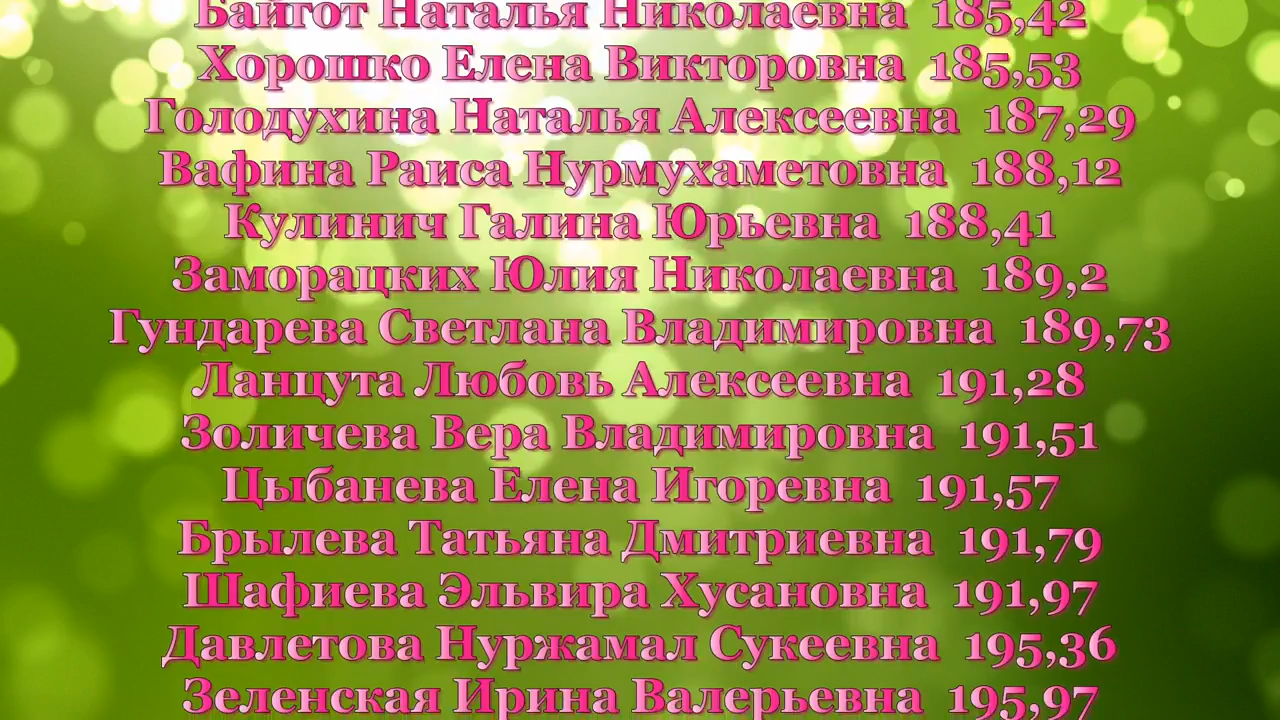 Байгот Наталья Николаевна 185,42
Хорошко Елена Викторовна 185,53
Голодухина Наталья Алексеевна 187,29
Вафина Раиса Нурмухаметовна 188,12
Кулинич Галина Юрьевна 188,41
Заморацких Юлия Николаевна 189,2
Гундарева Светлана Владимировна 189,73
Ланцута Любовь Алексеевна 191,28
Золичева Вера Владимировна 191,51
Цыбанева Елена Игоревна 191,57
Брылева Татьяна Дмитриевна 191,79
Шафиева Эльвира Хусановна 191,97
Давлетова Нуржамал Сукеевна 195,36
Зеленская Ирина Валерьевна 195,97